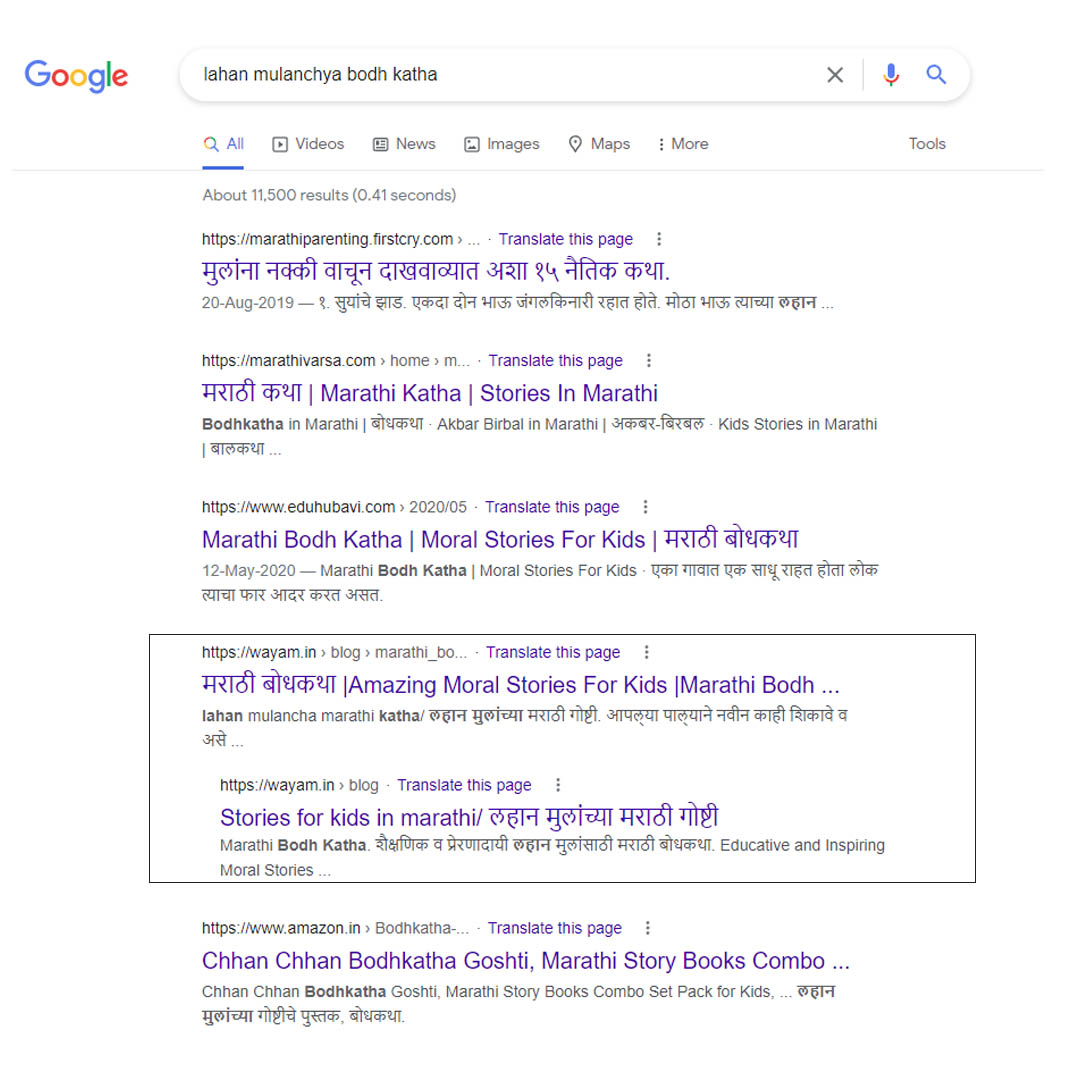 Google
lahan mulanchya bodh katha
All Videos News Images Maps More Tools
About 11,500 results (0.41 seconds)
https://marathiparenting.firstcry.com › ... · Translate this page
मुलांना नक्की वाचून दाखवाव्यात अशा १५ नैतिक कथा.
20-Aug-2019 — १. सुयांचे झाड. एकदा दोन भाऊ जंगलकिनारी रहात होते. मोठा भाऊ त्याच्या लहान ...
https://marathivarsa.com › home › m... · Translate this page
मराठी कथा | Marathi Katha | Stories In Marathi
Bodhkatha in Marathi | बोधकथा · Akbar Birbal in Marathi | अकबर-बिरबल · Kids Stories in Marathi
| बालकथा ...
https://www.eduhubavi.com › 2020/05 · Translate this page
Marathi Bodh Katha | Moral Stories For Kids | मराठी बोधकथा
12-May-2020 — Marathi Bodh Katha | Moral Stories For Kids · एका गावात एक साधू राहत होता लोक
त्याचा फार आदर करत असत.
https://wayam.in › blog › marathi_bo... · Translate this page
मराठी बोधकथा |Amazing Moral Stories For Kids |Marathi Bodh ...
lahan mulancha marathi katha/ लहान मुलांच्या मराठी गोष्टी. आपल्या पाल्याने नवीन काही शिकावे व
असे ...
https://wayam.in › blog · Translate this page
Stories for kids in marathi/ लहान मुलांच्या मराठी गोष्टी
Marathi Bodh Katha. शैक्षणिक व प्रेरणादायी लहान मुलांसाठी मराठी बोधकथा. Educative and Inspiring
Moral Stories ...
https://www.amazon.in › Bodhkatha-... · Translate this page
Chhan Chhan Bodhkatha Goshti, Marathi Story Books Combo ...
Chhan Chhan Bodhkatha Goshti, Marathi Story Books Combo Set Pack for Kids, ... लहान
मुलांच्या गोष्टीचे पुस्तक, बोधकथा.